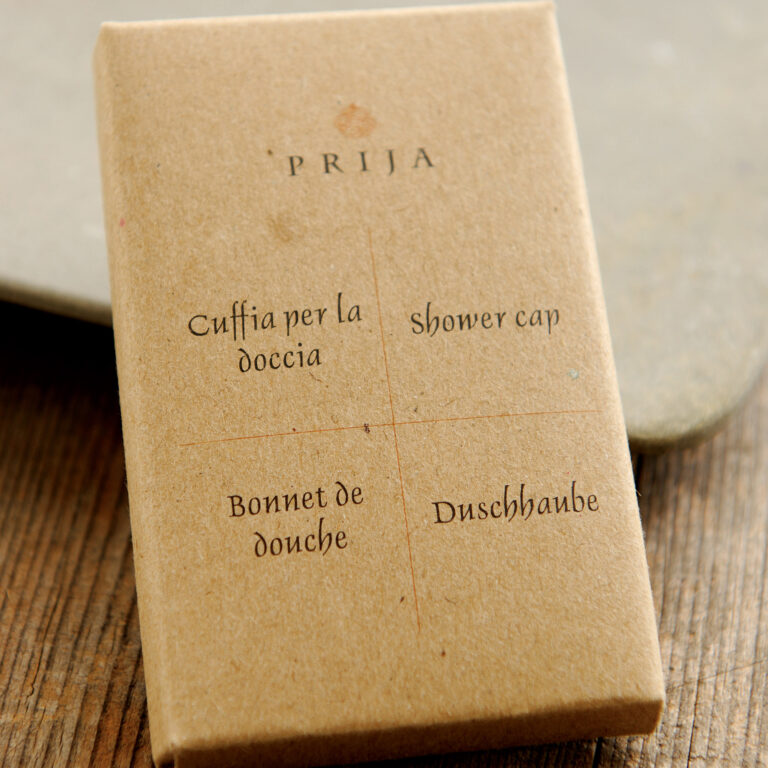 PRIJA
Cuffia per la
doccia
Shower cap
Bonnet de
douche
Duschhaube